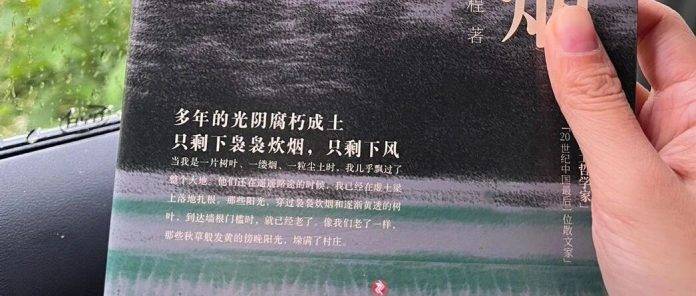 程 著
多年的光阴腐朽成土
只剩下袅袅炊烟，只剩下风
当我是一片树叶、一缕烟、一粒尘土时，我几乎飘过了
整个大地。他们还在遥遥路途的时候，我已经在虚土梁
上落地扎根。那些阳光，穿过袅袅炊烟和逐渐黄透的树
叶，到达墙根门槛时，就已经老了。像我们老了一样，
那些秋草般发黄的傍晚阳光，垛满了村庄。
哲学家”
“20世纪中国最后一位散文家”